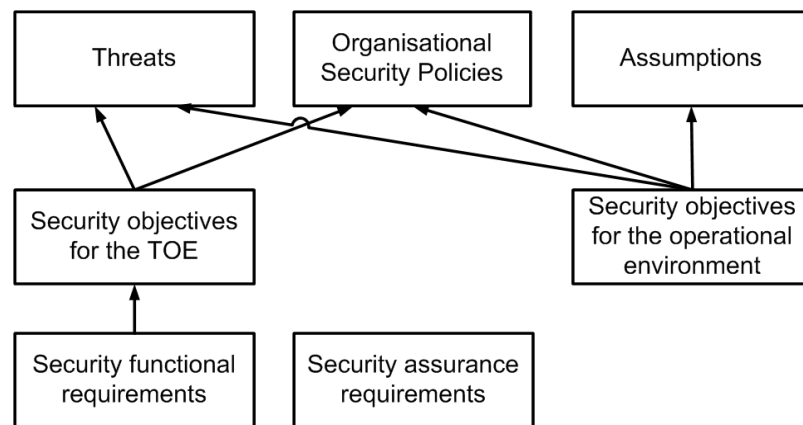 Threats
Organisational
Security Policies
Assumptions
Security objectives
for the TOE
Security objectives
for the operational
environment
Security functional
requirements
Security assurance
requirements